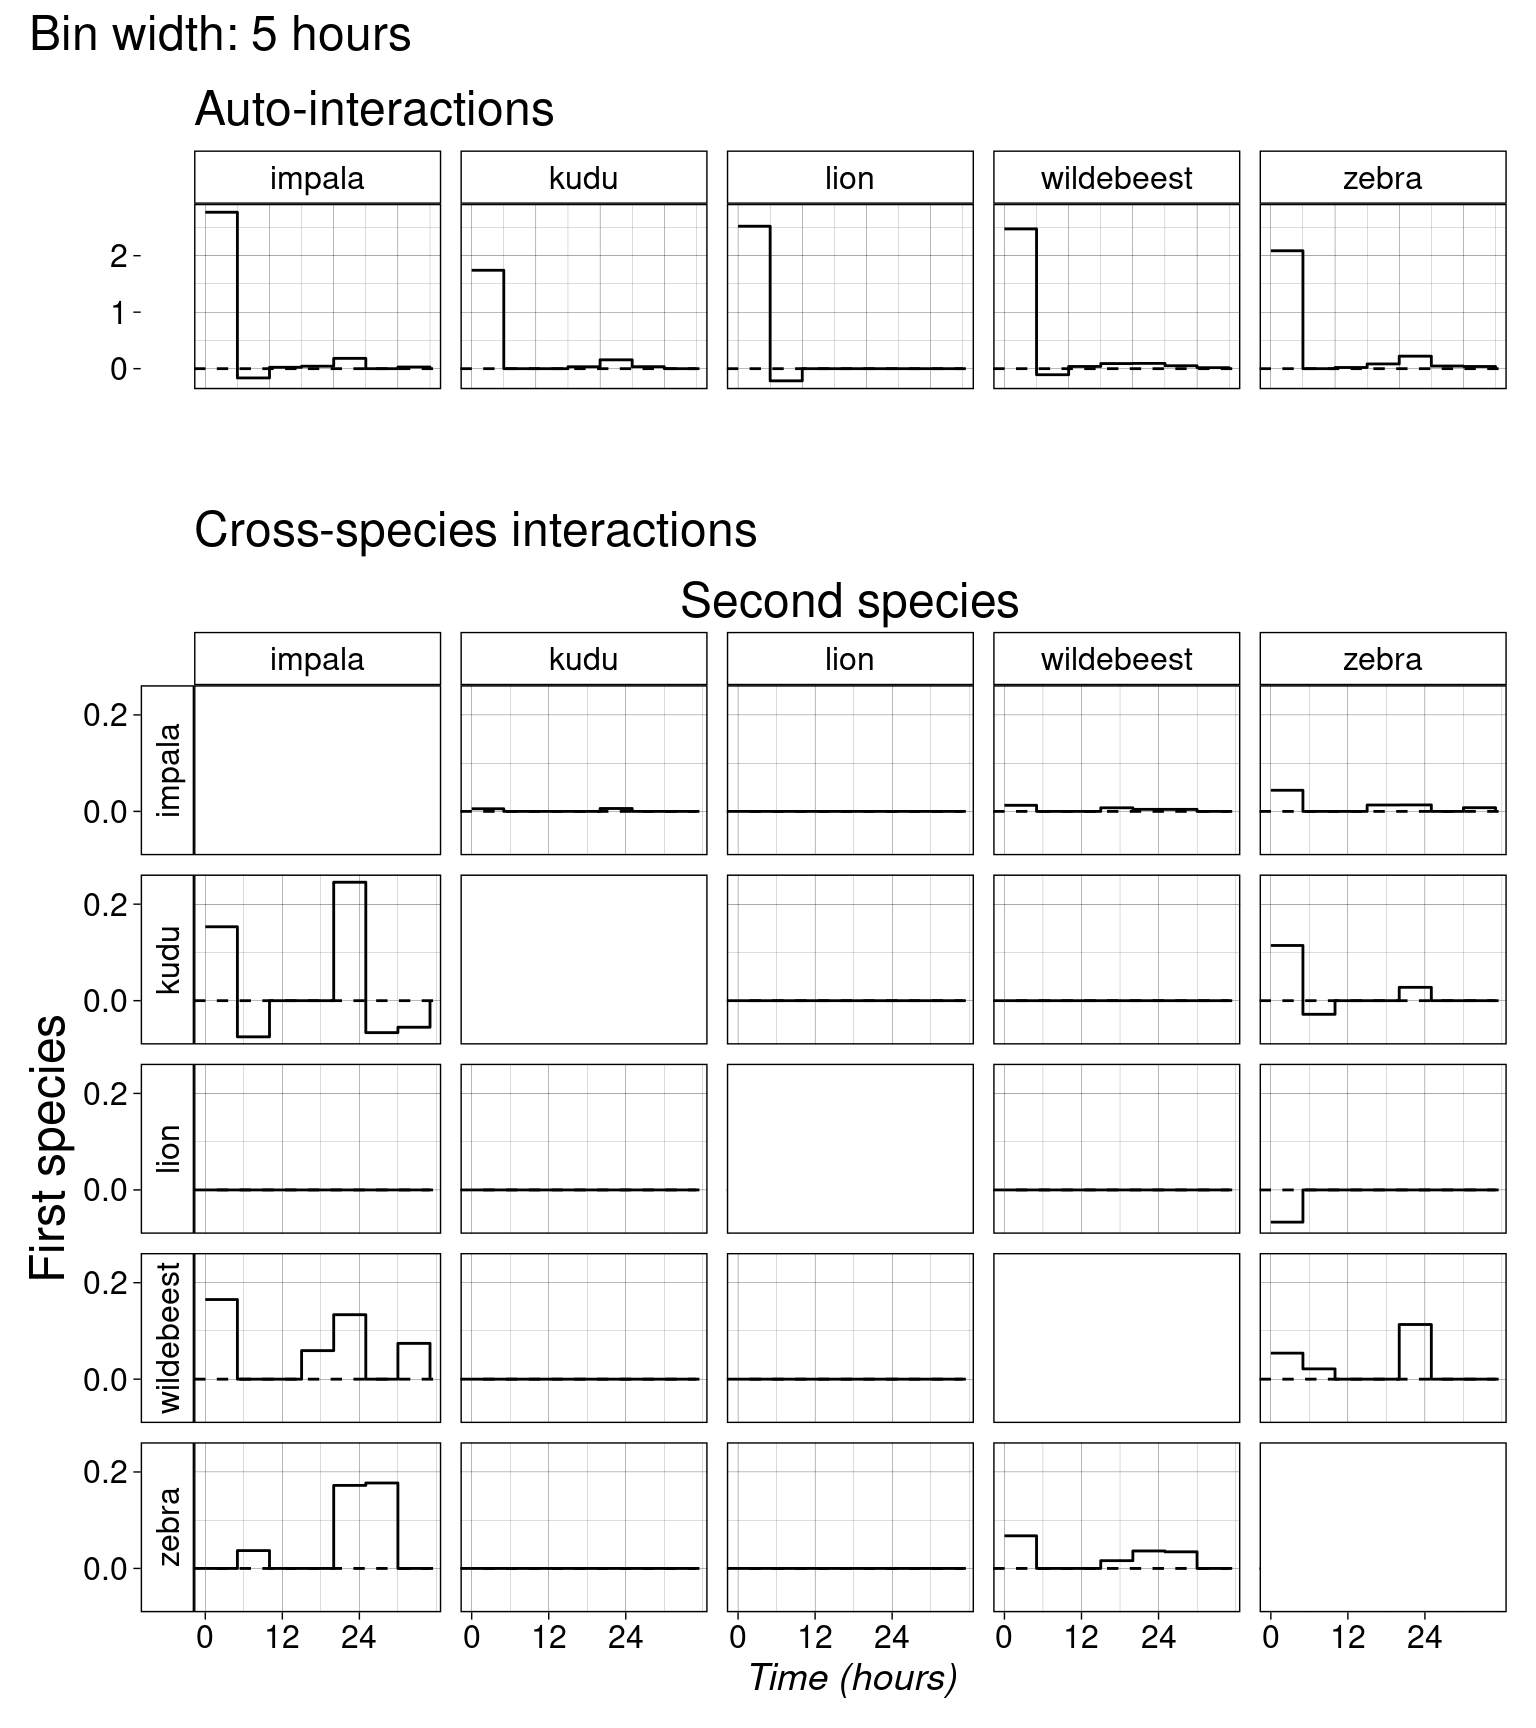 Bin width: 5 hours
Auto-interactions
impala kudu lion wildebeest zebra
2
1
0
Cross-species interactions
Second species
impala kudu lion wildebeest zebra
First species
impala
0.2
0.0
kudu
0.2
0.0
lion
0.2
0.0
wildebeest
0.2
0.0
zebra
0.2
0.0
0 12 24 0 12 24 0 12 24 0 12 24 0 12 24
Time (hours)